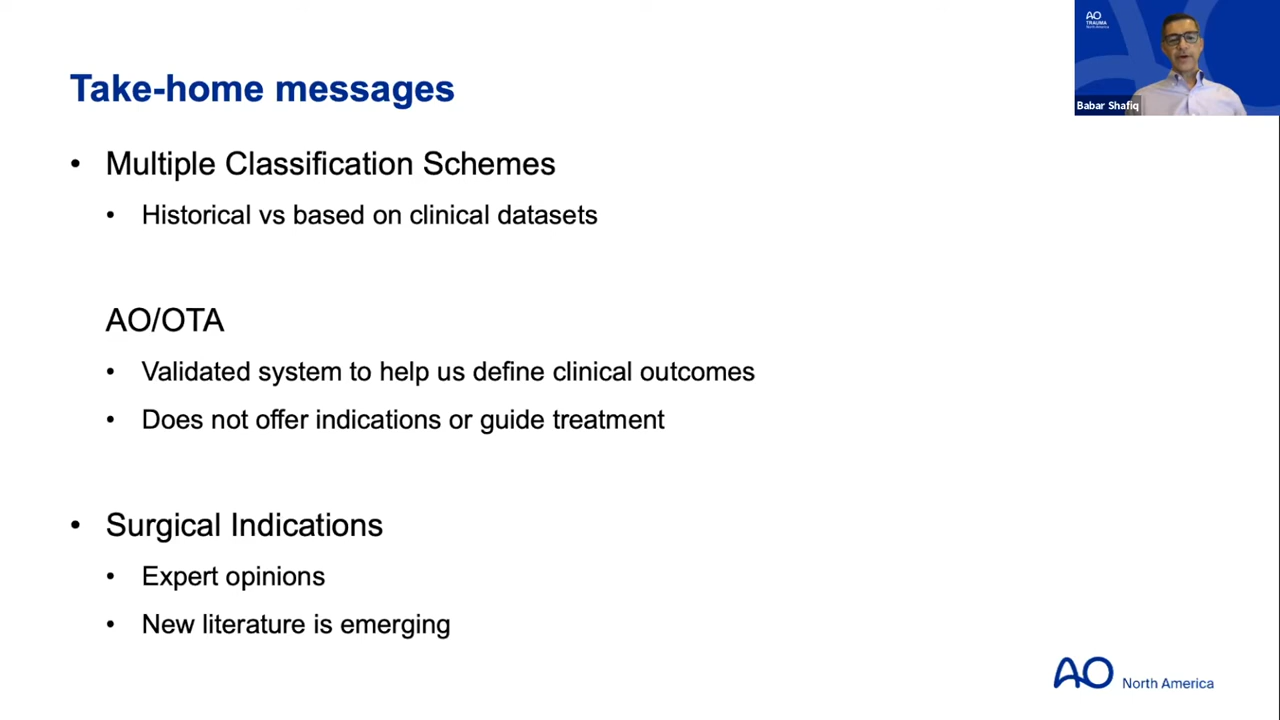 Take-home messages
• Multiple Classification Schemes
• Historical vs based on clinical datasets
AO/OTA
• Validated system to help us define clinical outcomes
• Does not offer indications or guide treatment
• Surgical Indications
• Expert opinions
• New literature is emerging
AO
TRAUMA
North America
Babar Shafiq
AO North America